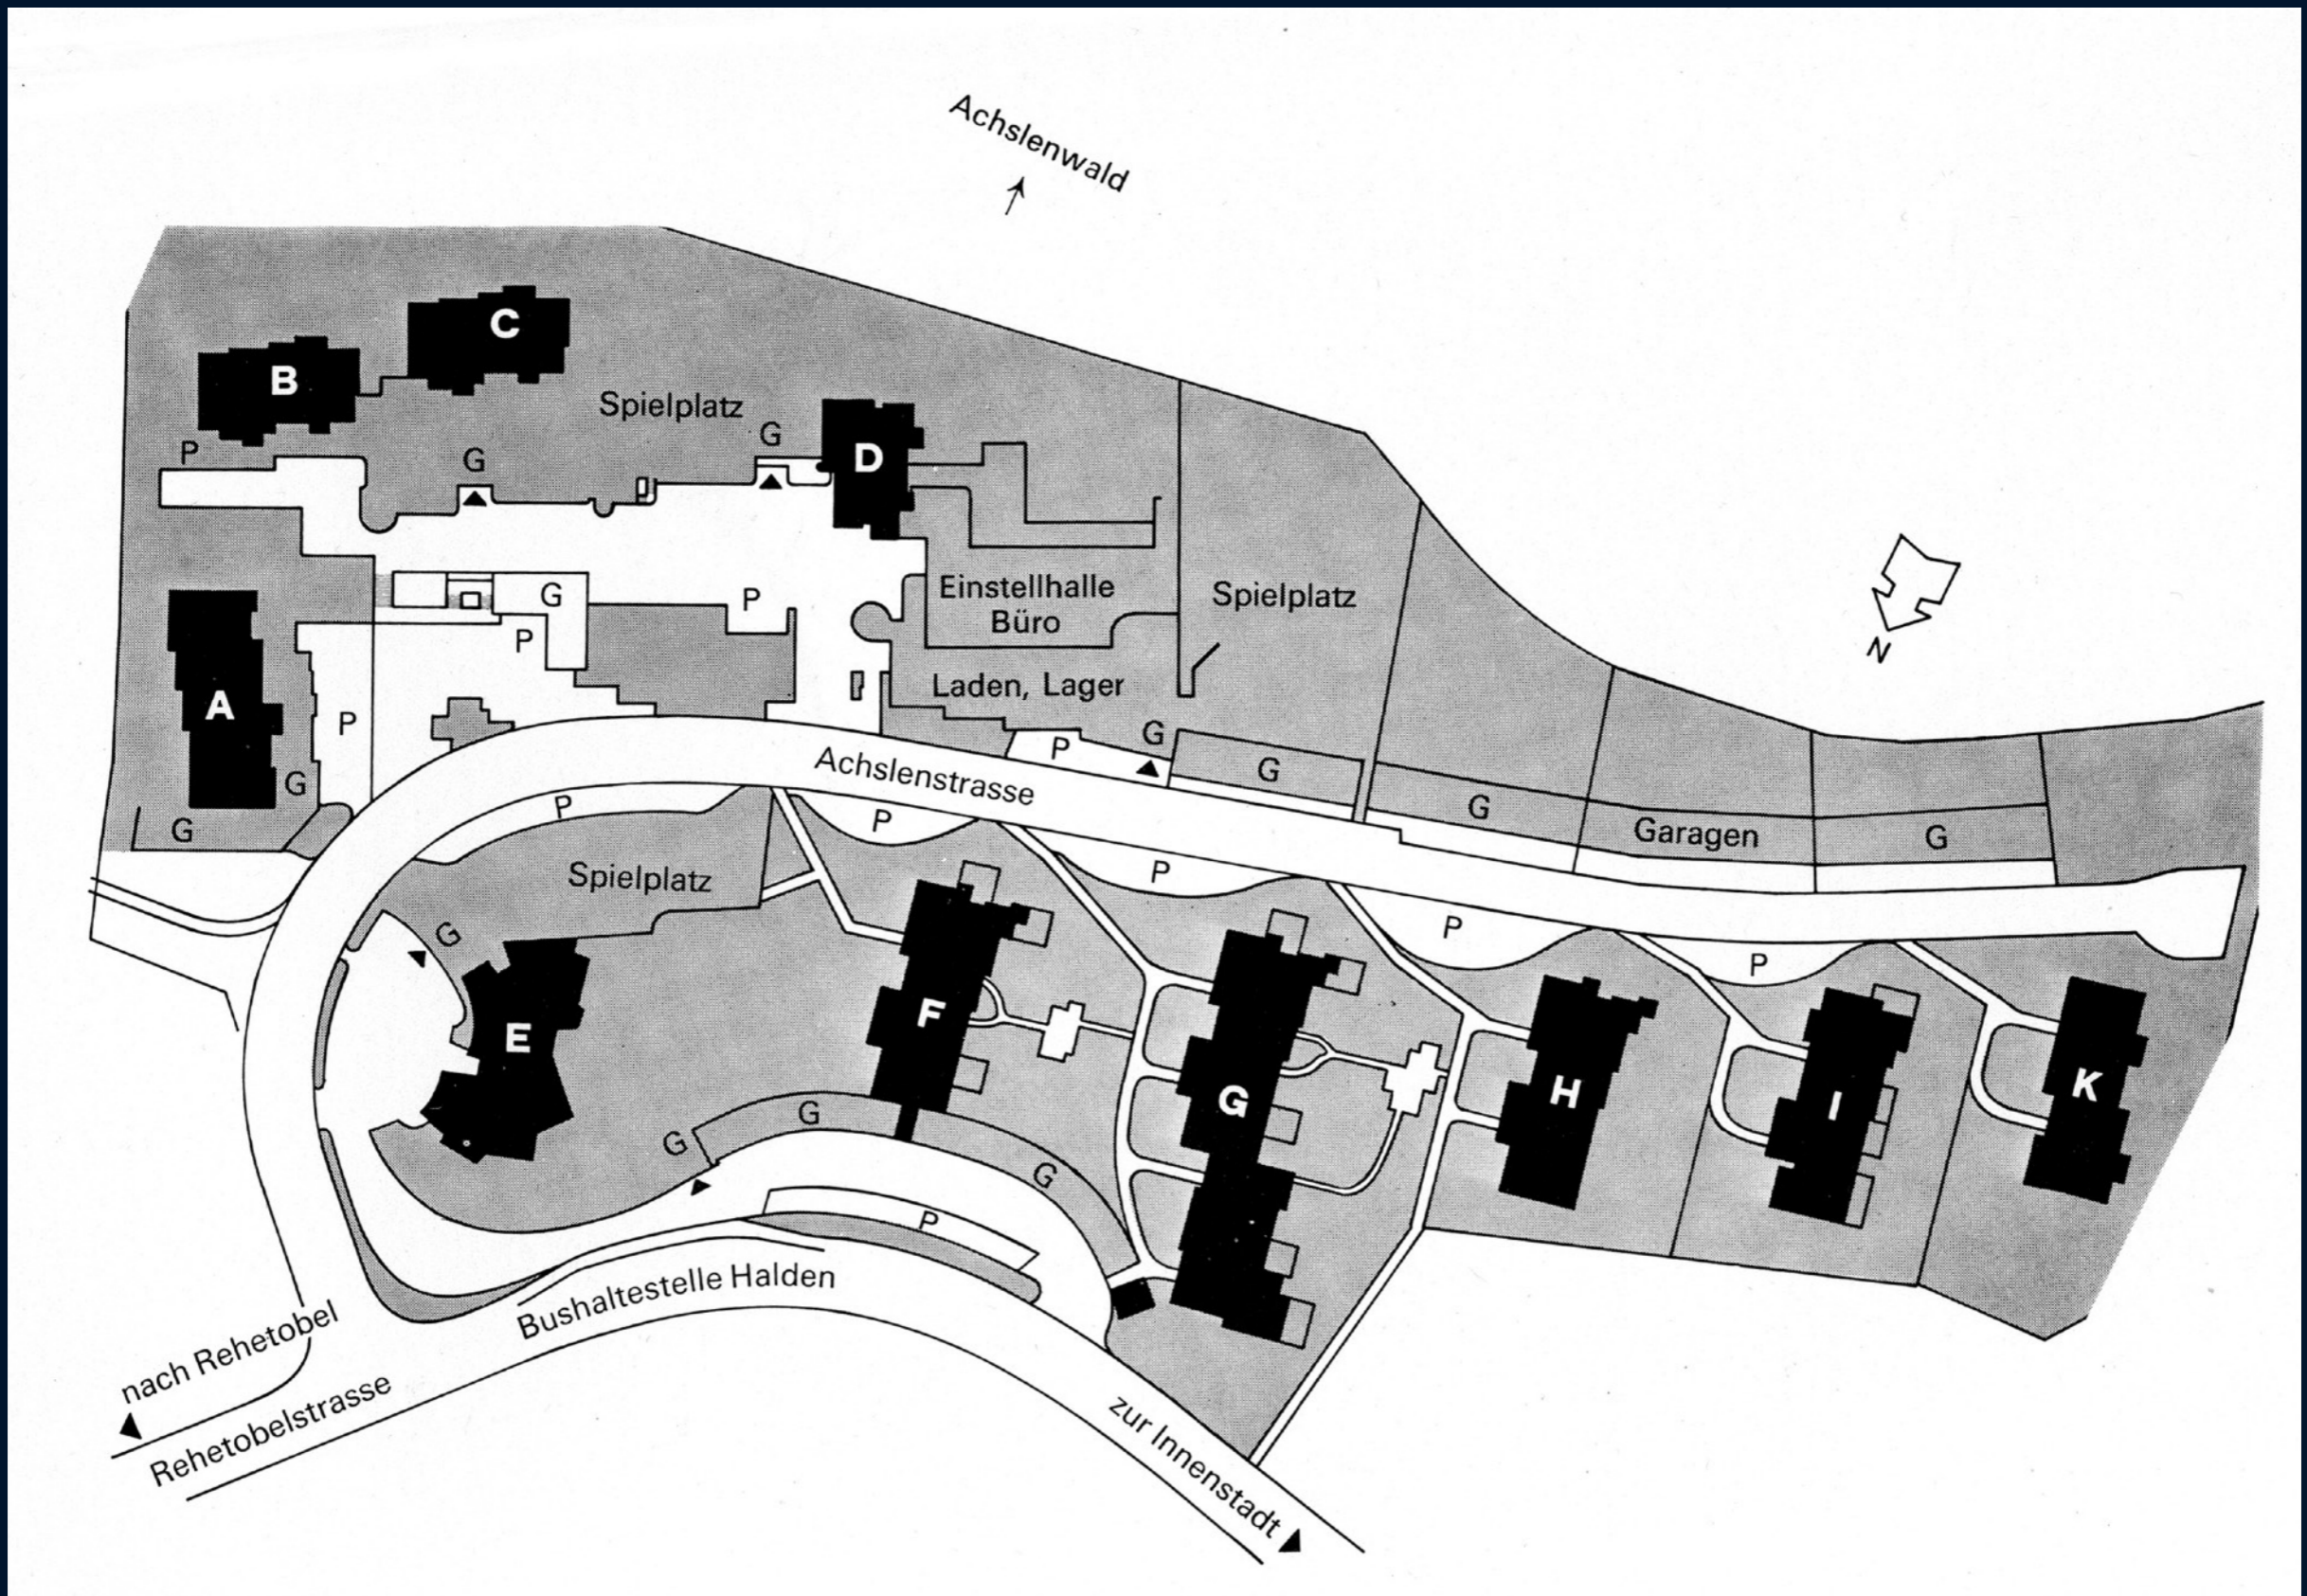 Achslenwald
C
B
Spielplatz
G
D
P
G
Einstellhalle
Büro
Spielplatz
G
P
P
N
Laden, Lager
A
P
G
P
Achslenstrasse
G
G
G
P
P
Garagen
G
G
Spielplatz
P
G
P
P
F
E
G
H
I
K
G
G
G
P
Bushaltestelle Halden
nach Rehetobel
Rehetobelstrasse
zur Innenstadt